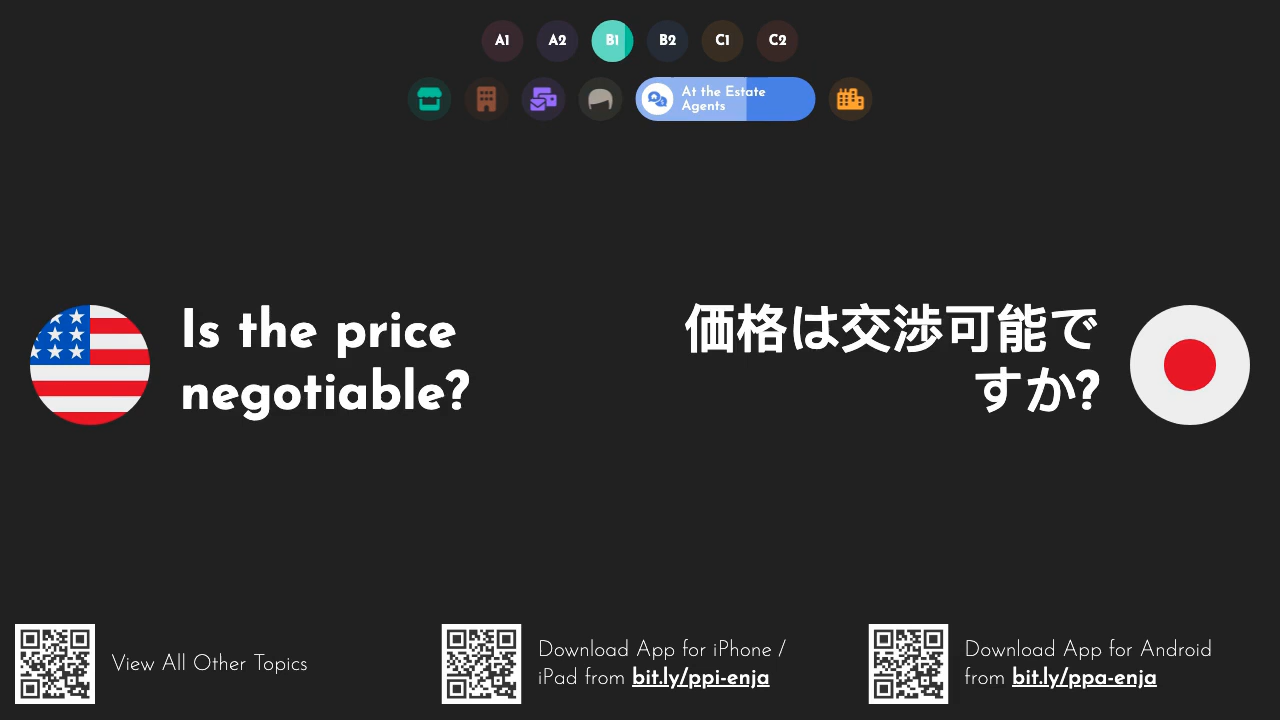 A1 A2 B1 B2 C1 C2
At the Estate
Agents
Is the price
negotiable?
価格は交渉可能で
すか?
View All Other Topics
Download App for iPhone /
iPad from bit.ly/ppi-enja
Download App for Android
from bit.ly/ppa-enja